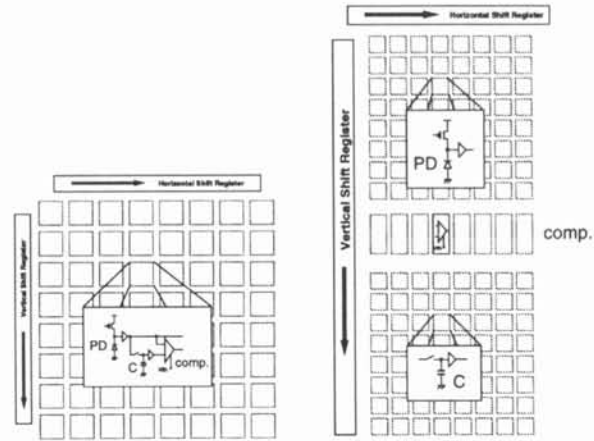 Horizontal Shift Register
Vertical Shift Register
PD
C
comp.
Horizontal Shift Register
Vertical Shift Register
PD
comp.
C